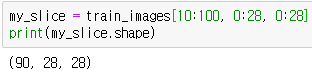 my_slice = train_images[10:100, 0:28, 0:28]
print(my_slice.shape)
(90, 28, 28)